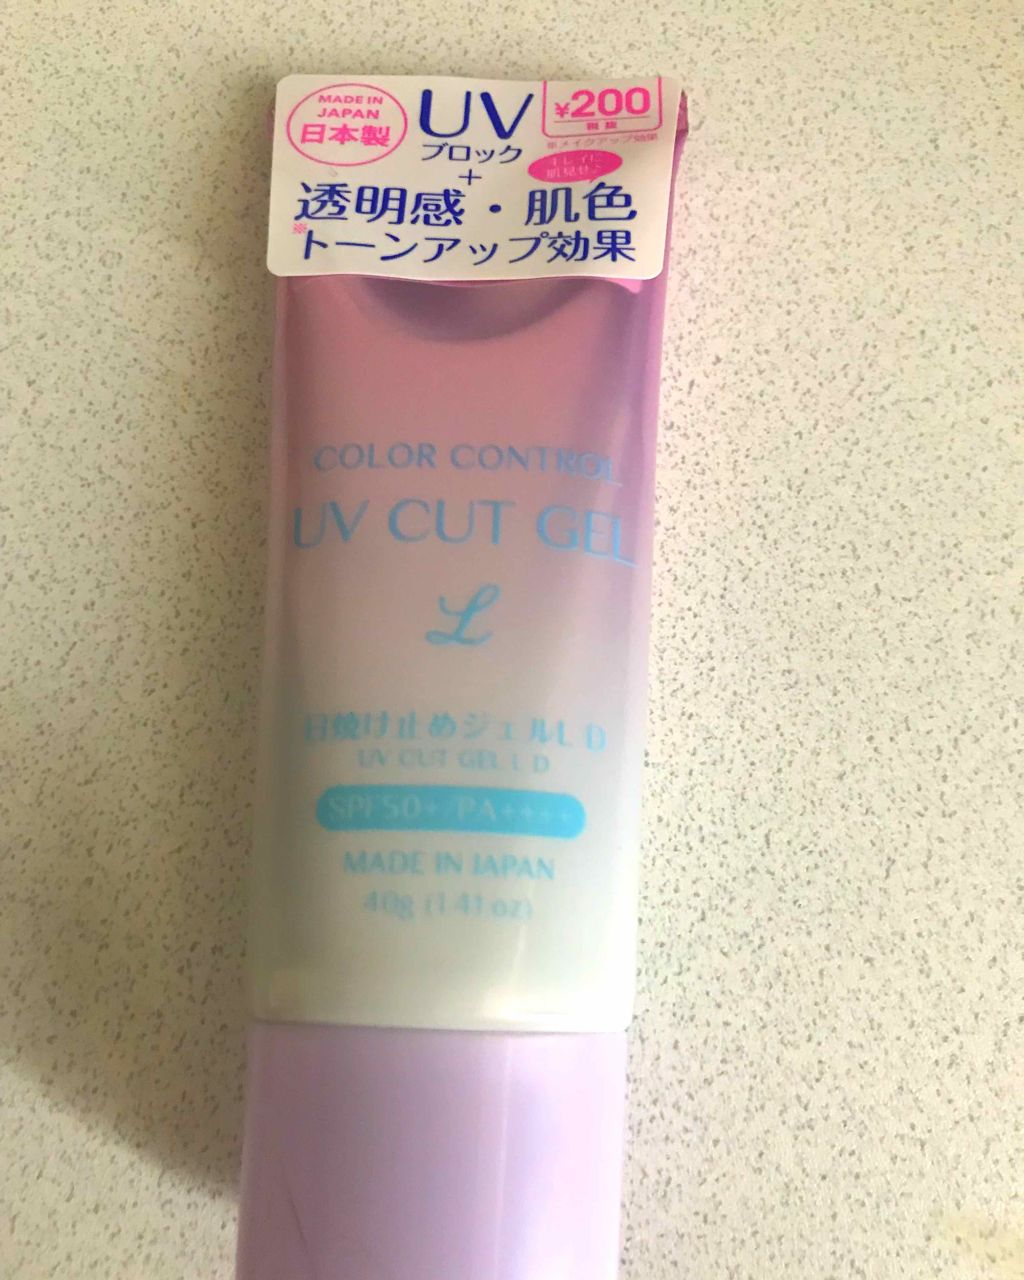 MADE IN
JAPAN
日本製
UV
ブロック
+
¥200
税抜
※メイクアップ効果
キレイに
肌見せ♪
透明感・肌色
※トーンアップ効果
COLOR CONTROL
UV CUT GEL
L
日焼け止めジェルL D
UV CUT GEL L D
SPF50+/PA++++
MADE IN JAPAN
40g (1.41oz)